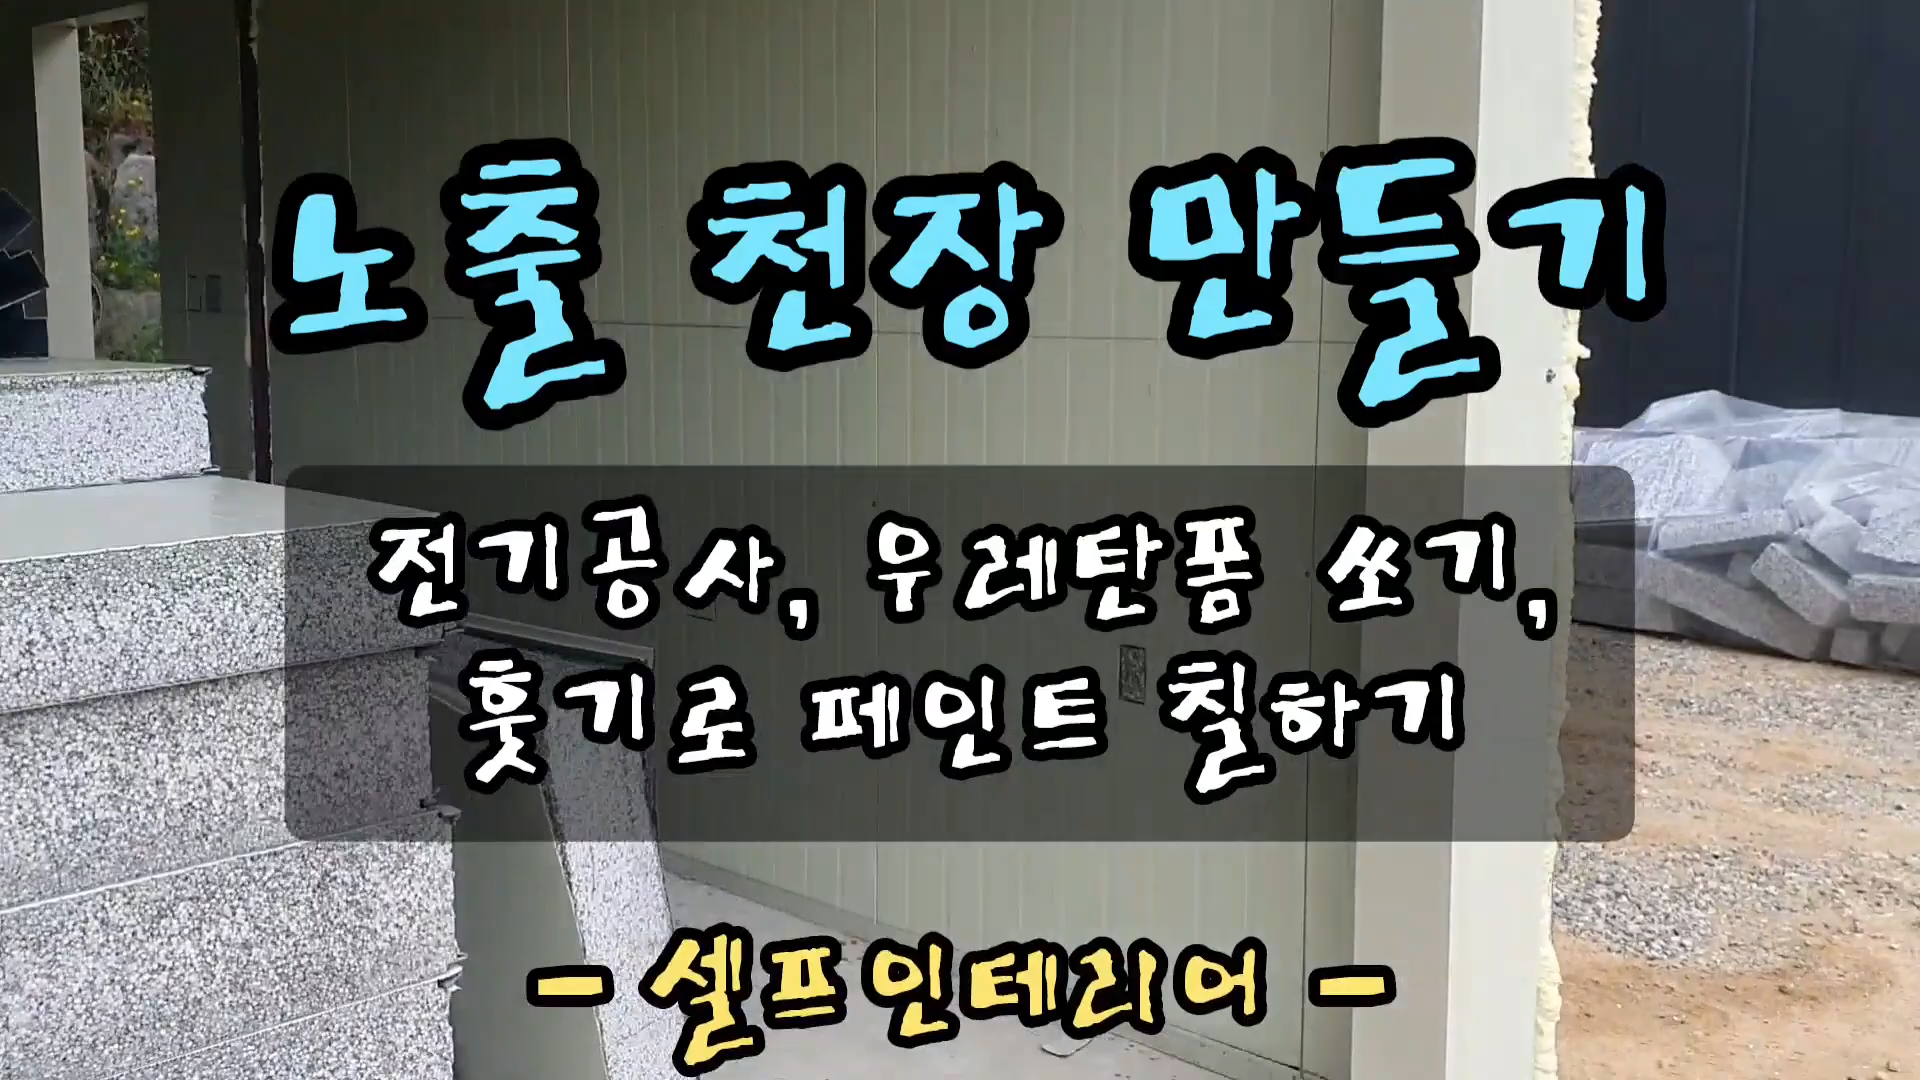 노출 천장 만들기
전기공사, 우레탄폼 쏘기,
훗기로 페인트 칠하기
- 셀프인테리어 -